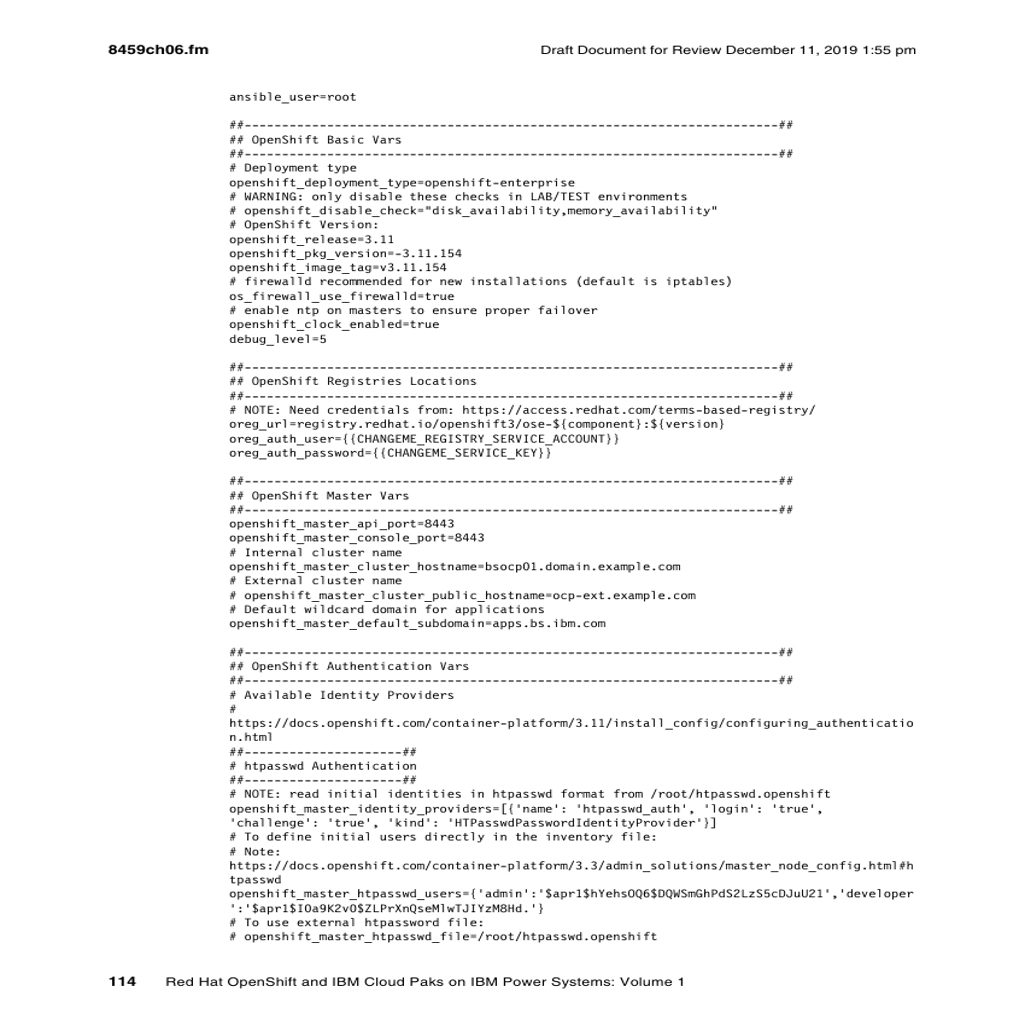 8459ch06.fm
Draft Document for Review December 11, 2019 1:55 pm
ansible_user=root
##-----------------------------------------------------------------------##
## OpenShift Basic Vars
##-----------------------------------------------------------------------##
# Deployment type
openshift_deployment_type=openshift-enterprise
# WARNING: only disable these checks in LAB/TEST environments
# openshift_disable_check="disk_availability,memory_availability"
# OpenShift Version:
openshift_release=3.11
openshift_pkg_version=-3.11.154
openshift_image_tag=v3.11.154
# firewalld recommended for new installations (default is iptables)
os_firewall_use_firewalld=true
# enable ntp on masters to ensure proper failover
openshift_clock_enabled=true
debug_level=5
##-----------------------------------------------------------------------##
## OpenShift Registries Locations
##-----------------------------------------------------------------------##
# NOTE: Need credentials from: https://access.redhat.com/terms-based-registry/
oreg_url=registry.redhat.io/openshift3/ose-${component}:${version}
oreg_auth_user={{CHANGEME_REGISTRY_SERVICE_ACCOUNT}}
oreg_auth_password={{CHANGEME_SERVICE_KEY}}
##-----------------------------------------------------------------------##
## OpenShift Master Vars
##-----------------------------------------------------------------------##
openshift_master_api_port=8443
openshift_master_console_port=8443
# Internal cluster name
openshift_master_cluster_hostname=bsocp01.domain.example.com
# External cluster name
# openshift_master_cluster_public_hostname=ocp-ext.example.com
# Default wildcard domain for applications
openshift_master_default_subdomain=apps.bs.ibm.com
##-----------------------------------------------------------------------##
## OpenShift Authentication Vars
##-----------------------------------------------------------------------##
# Available Identity Providers
#
https://docs.openshift.com/container-platform/3.11/install_config/configuring_authenticatio
n.html
##---------------------##
# htpasswd Authentication
##---------------------##
# NOTE: read initial identities in htpasswd format from /root/htpasswd.openshift
openshift_master_identity_providers=[{'name': 'htpasswd_auth', 'login': 'true',
'challenge': 'true', 'kind': 'HTPasswdPasswordIdentityProvider'}]
# To define initial users directly in the inventory file:
# Note:
https://docs.openshift.com/container-platform/3.3/admin_solutions/master_node_config.html#h
tpasswd
openshift_master_htpasswd_users={'admin':'$apr1$hYehsOQ6$DQWSmGhPdS2LzS5cDJuU21','developer
':'$apr1$IOa9K2v0$ZLPrXnQseMlwTJIYzM8Hd.'}
# To use external htpassword file:
# openshift_master_htpasswd_file=/root/htpasswd.openshift
114 Red Hat OpenShift and IBM Cloud Paks on IBM Power Systems: Volume 1